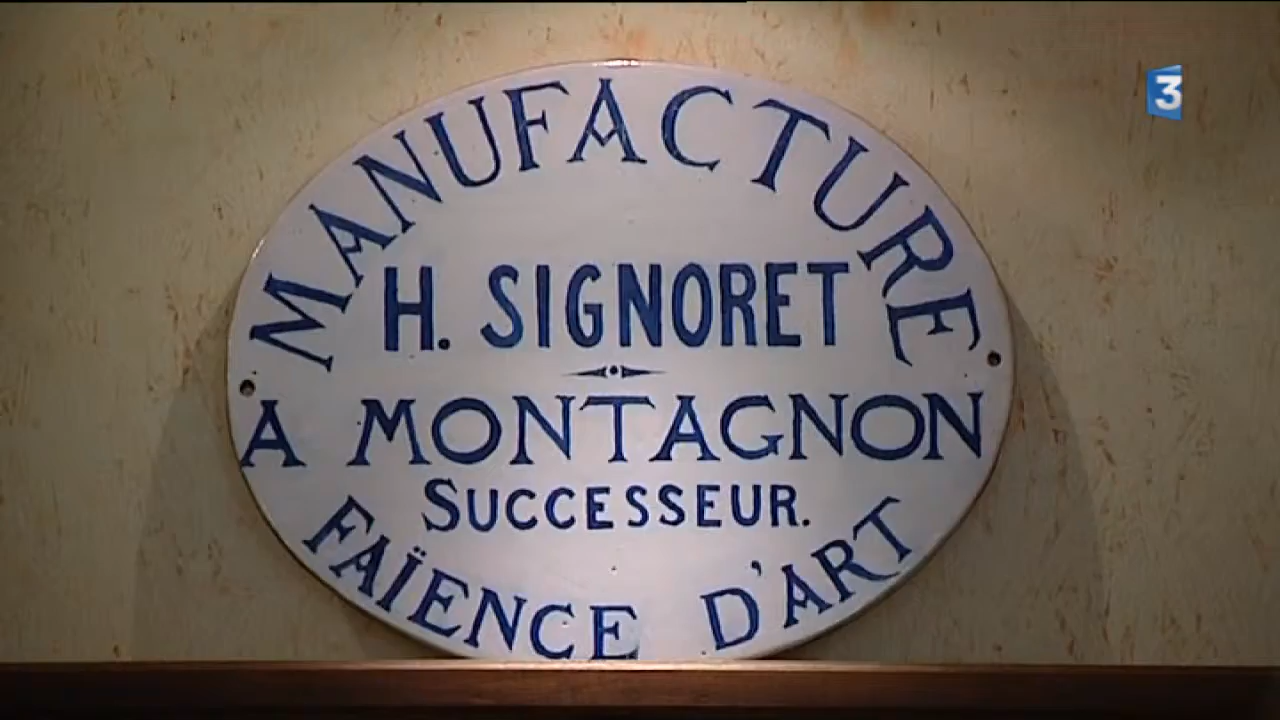 3
MANUFACTURE
H. SIGNORET
A MONTAGNON
SUCCESSEUR.
FAÏENCE D'ART